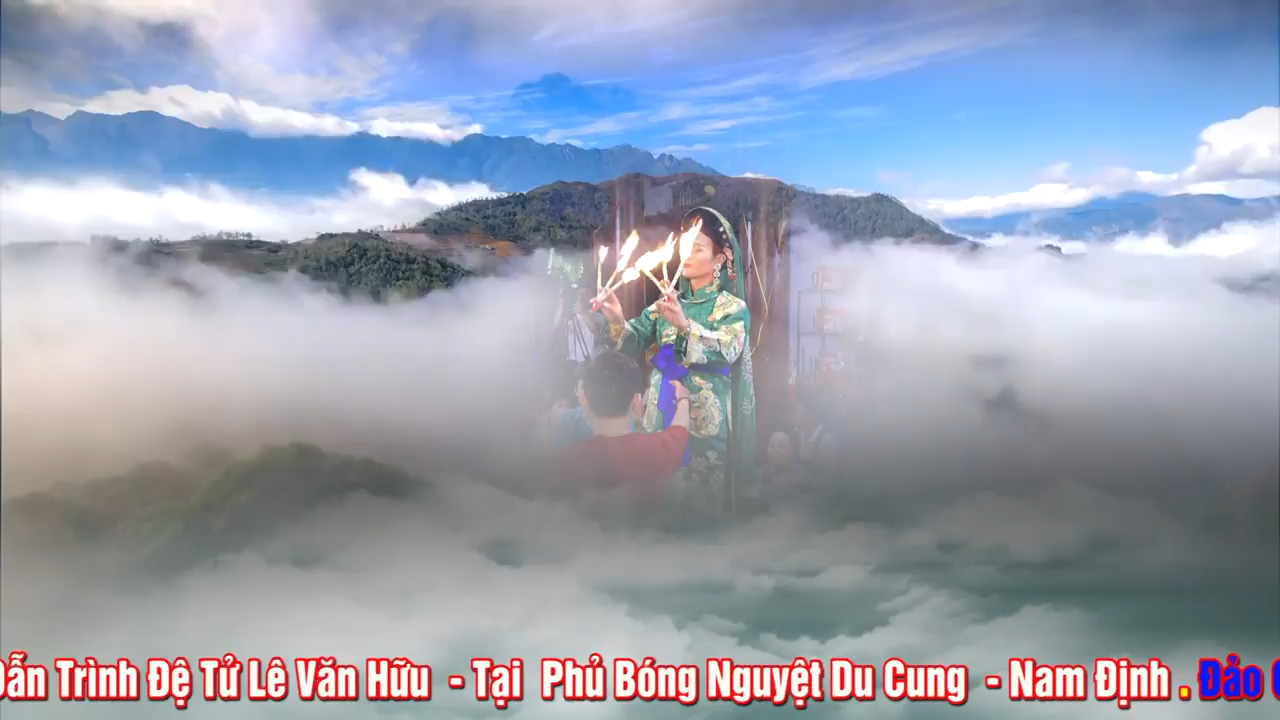 Dẫn Trình Đệ Tử Lê Văn Hữu - Tại Phủ Bóng Nguyệt Du Cung - Nam Định . Đảo